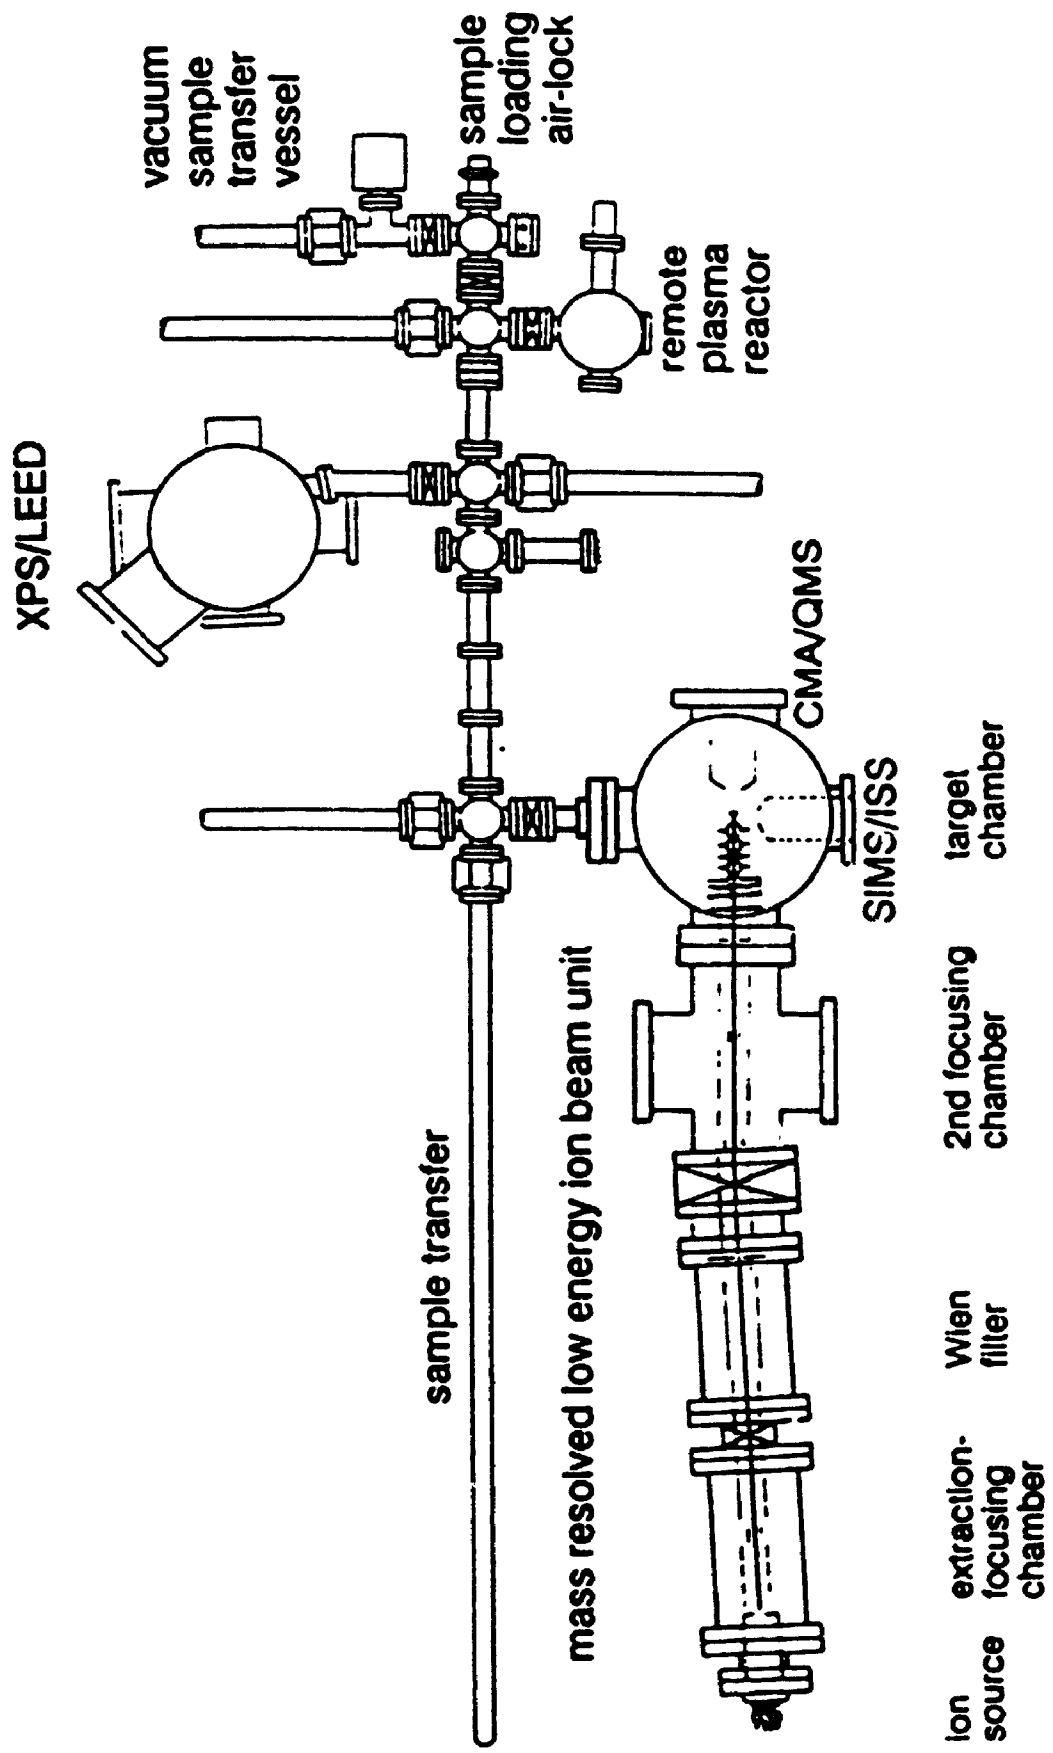 XPS/LEED
vacuum
sample
transfer
vessel
sample
loading
air-lock
remote
plasma
reactor
sample transfer
mass resolved low energy ion beam unit
CMA/QMS
SIMS/ISS
ion
source
extraction-
focusing
chamber
Wien
filter
2nd focusing
chamber
target
chamber